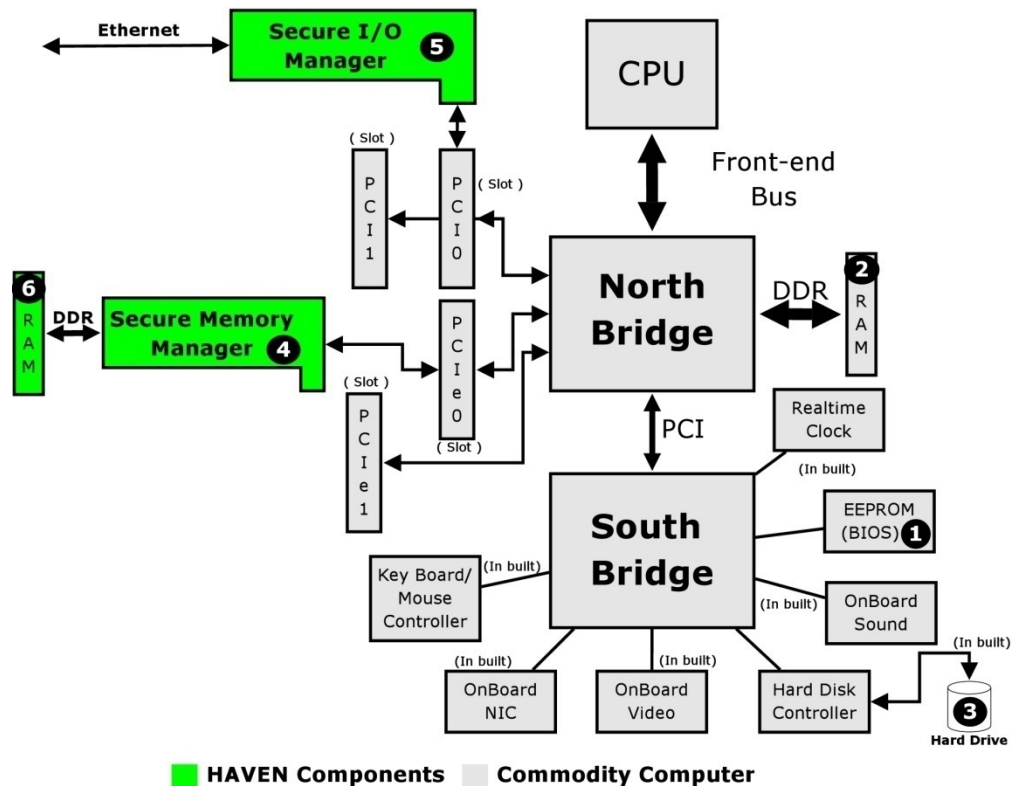 Ethernet
Secure I/O
Manager
5
CPU
( Slot )
PCI1
PCI0
( Slot )
Front-end
Bus
6
RAM
DDR
Secure Memory
Manager 4
PCIe0
North
Bridge
DDR
2
RAM
( Slot )
PCIe1
( Slot )
PCI
Realtime
Clock
(In built)
South
Bridge
EEPROM
(BIOS) 1
Key Board/
Mouse
Controller
(In built)
(In built)
OnBoard
Sound
(In built)
OnBoard
NIC
(In built)
OnBoard
Video
Hard Disk
Controller
(In built)
3
Hard Drive
HAVEN Components
Commodity Computer